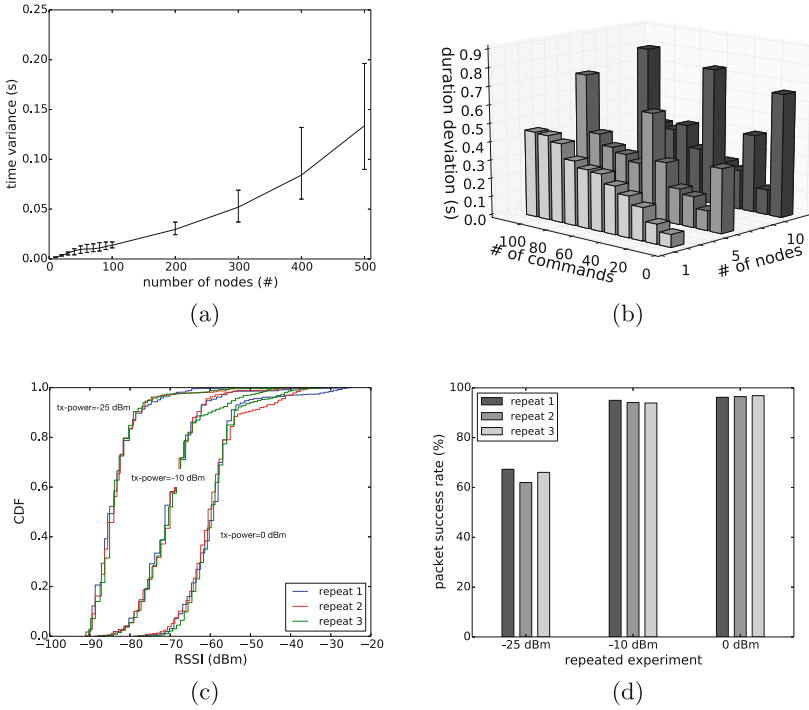 0.25
0.20
0.15
0.10
0.05
0.00
time variance (s)
0
100
200
300
400
500
number of nodes (#)
(a)
0.9
0.8
0.7
0.6
0.5
0.4
0.3
0.2
0.1
0.0
duration deviation (s)
100
80
60
40
20
0
# of commands
1
5
10
# of nodes
(b)
1.0
0.8
0.6
0.4
0.2
0.0
CDF
tx-power=-25 dBm
tx-power=-10 dBm
tx-power=0 dBm
repeat 1
repeat 2
repeat 3
−100
−90
−80
−70
−60
−50
−40
−30
−20
RSSI (dBm)
(c)
100
80
60
40
20
0
packet success rate (%)
repeat 1
repeat 2
repeat 3
-25 dBm
-10 dBm
0 dBm
repeated experiment
(d)